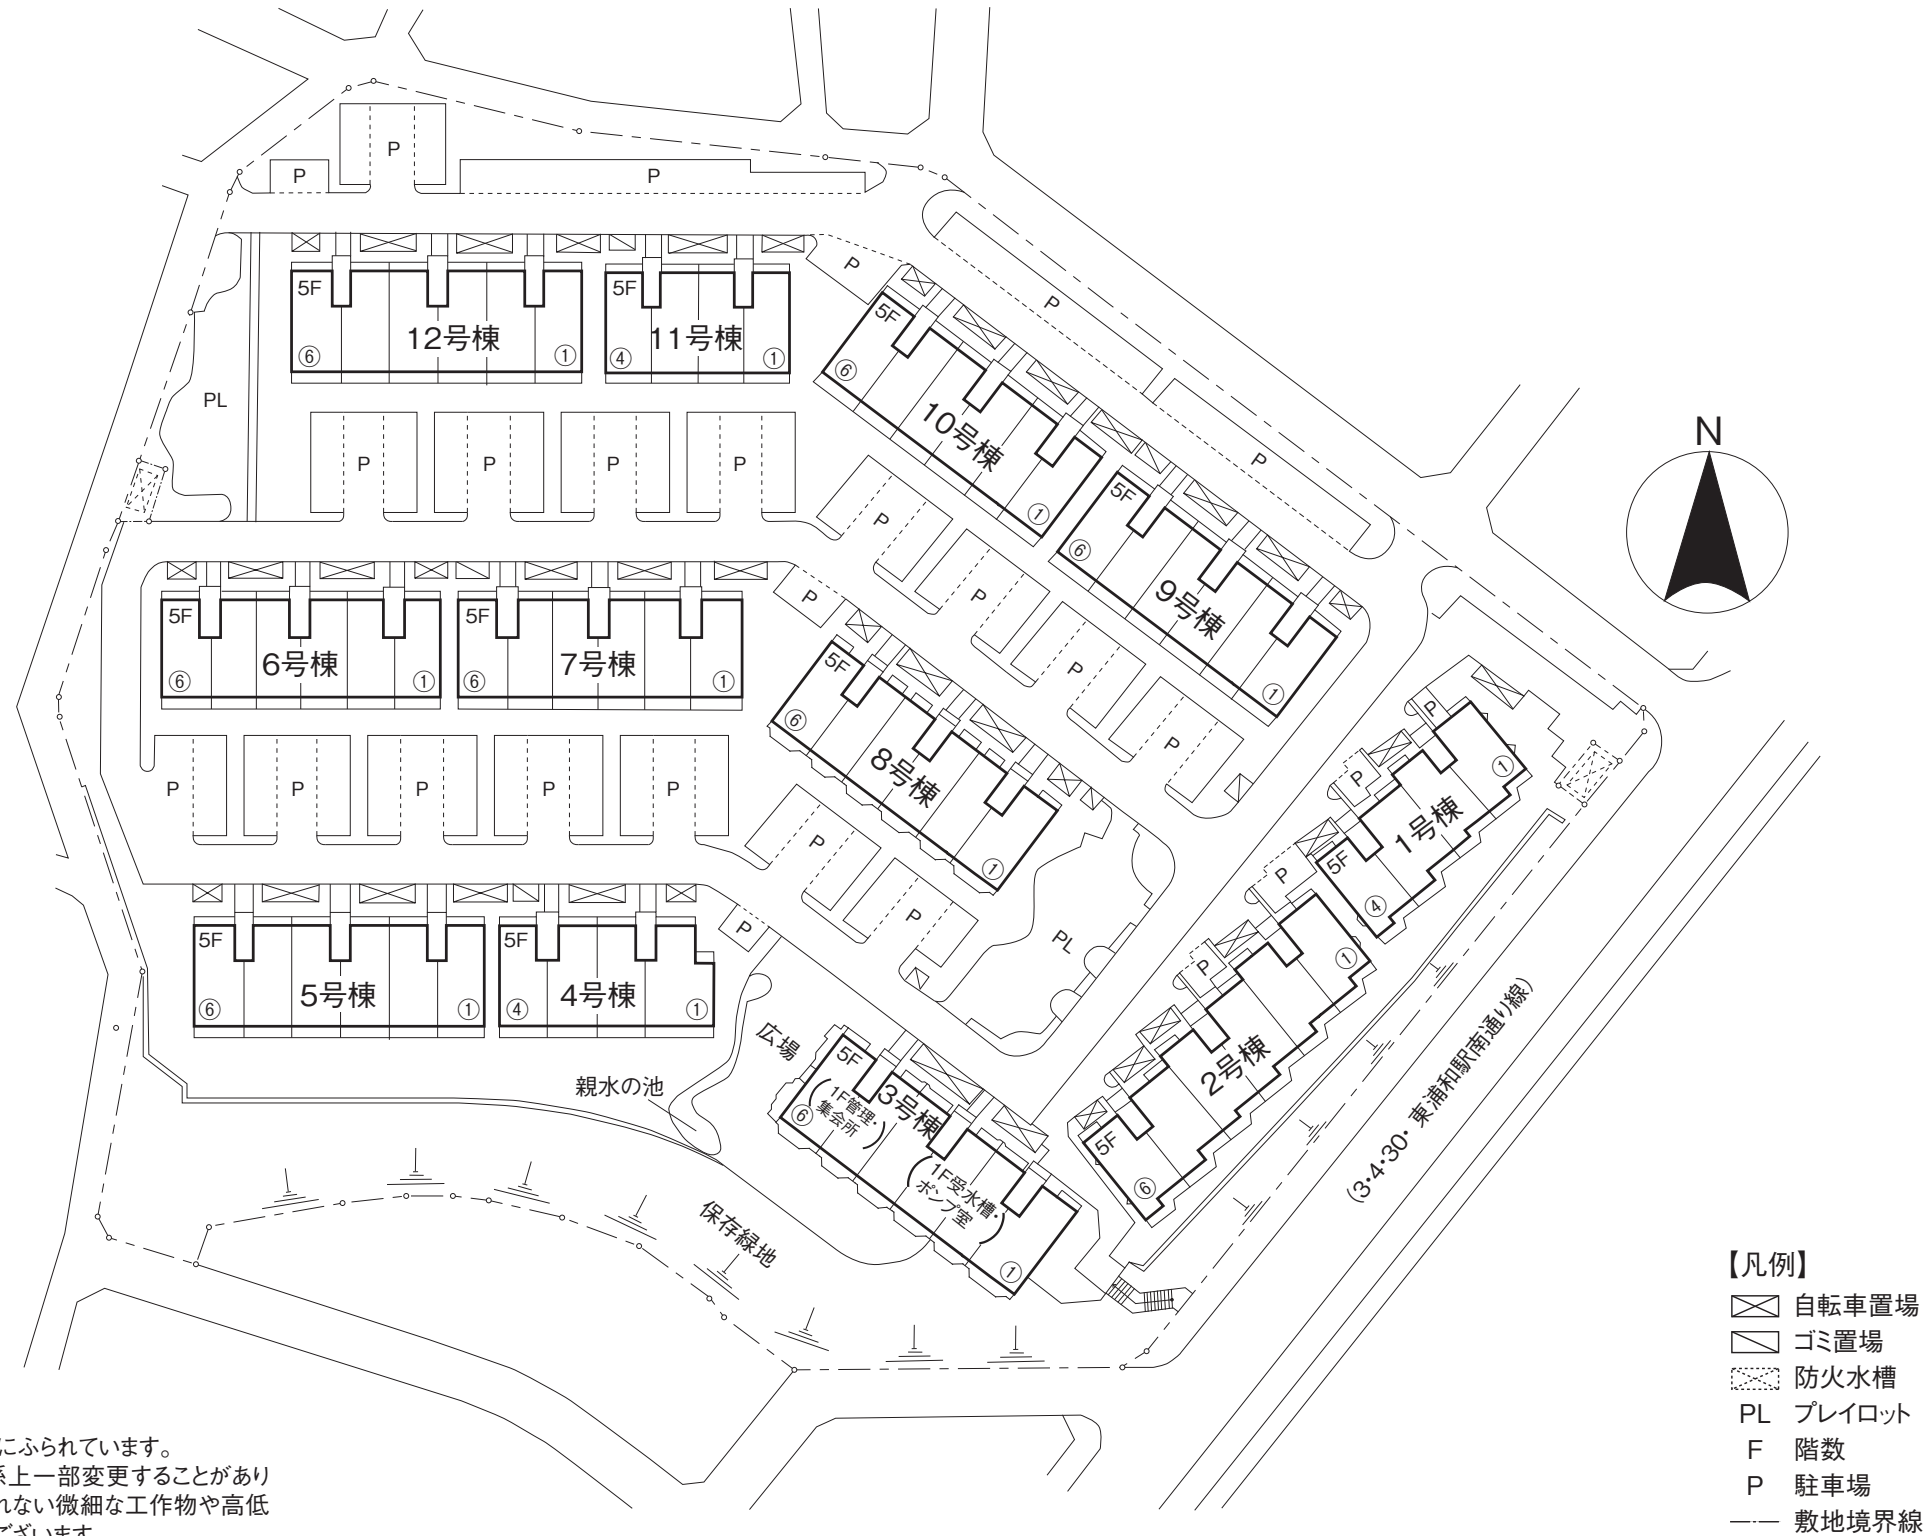 P
P
P
5F
12号棟
⑥
①
5F
11号棟
④
①
P
5F
10号棟
⑥
①
P
P
N
PL
P
P
P
P
P
P
P
P
5F
9号棟
⑥
①
5F
6号棟
⑥
①
5F
7号棟
⑥
①
P
5F
8号棟
⑥
①
P
P
P
5F
1号棟
④
①
P
P
P
P
P
P
P
P
PL
5F
5号棟
⑥
①
5F
4号棟
④
①
P
P
5F
2号棟
⑥
①
広場
親水の池
5F
3号棟
(1F管理・
集会所)
⑥
(1F受水槽・
ポンプ室)
①
保存緑地
(3・4・30・東浦和駅南通り線)
【凡例】
自転車置場
ゴミ置場
防火水槽
PL プレイロット
F 階数
P 駐車場
敷地境界線
にふられています。
系上一部変更することがあり
れない微細な工作物や高低
ございます。